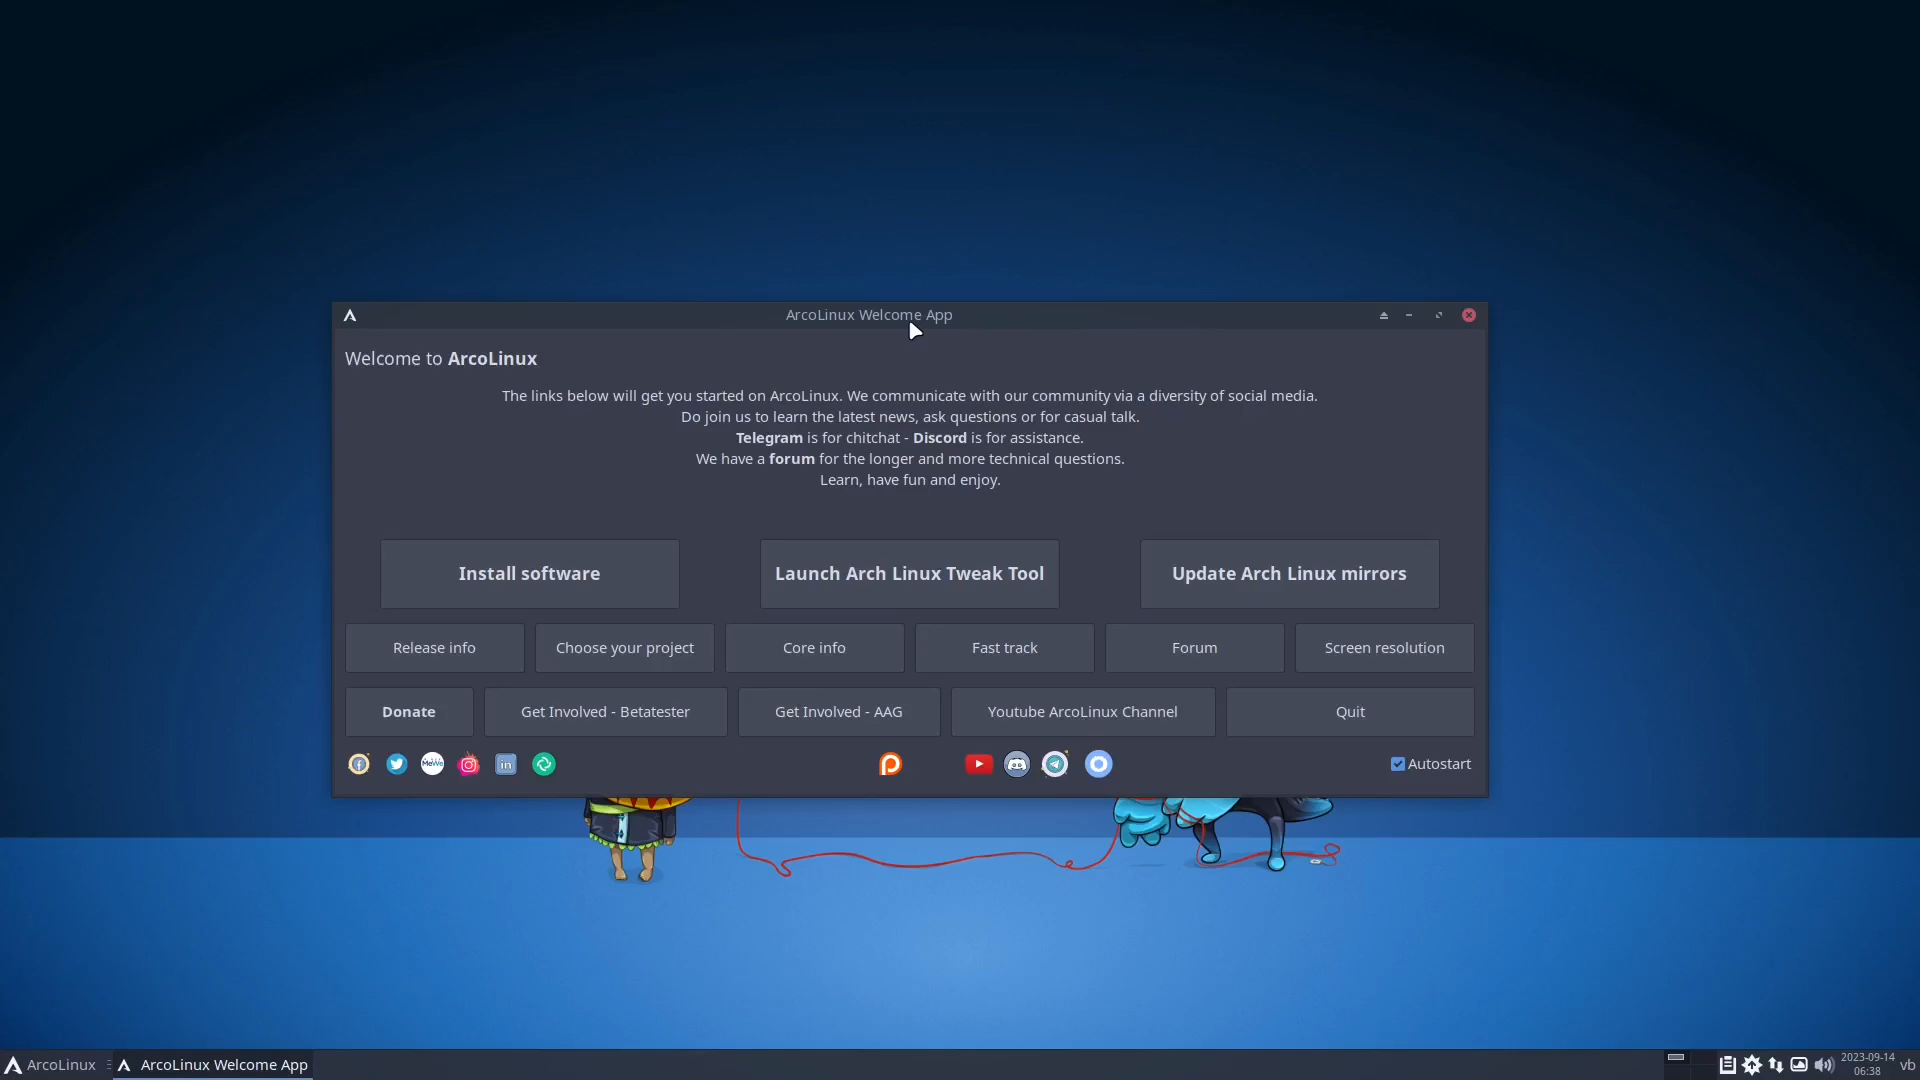 ArcoLinux Welcome App
Welcome to ArcoLinux
The links below will get you started on ArcoLinux. We communicate with our community via a diversity of social media.
Do join us to learn the latest news, ask questions or for casual talk.
Telegram is for chitchat - Discord is for assistance.
We have a forum for the longer and more technical questions.
Learn, have fun and enjoy.
Install software
Launch Arch Linux Tweak Tool
Update Arch Linux mirrors
Release info
Choose your project
Core info
Fast track
Forum
Screen resolution
Donate
Get Involved - Betatester
Get Involved - AAG
Youtube ArcoLinux Channel
Quit
MeWe
in
Autostart
ArcoLinux
ArcoLinux Welcome App
2023-09-14
06:38
vb